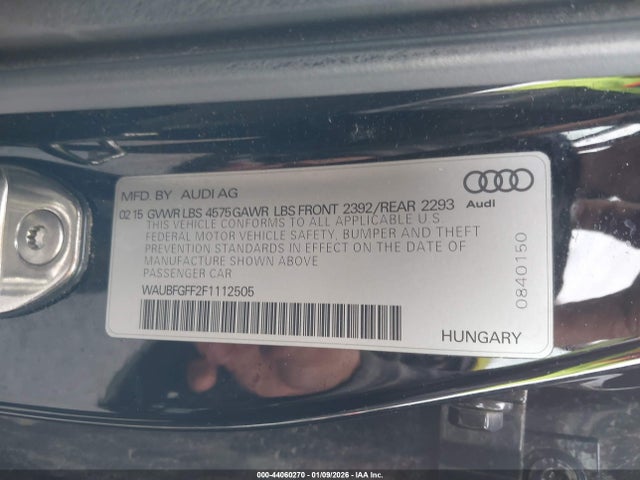 MFD. BY AUDI AG
02 15 GVWR LBS 4575 GAWR LBS FRONT 2392/REAR 2293
THIS VEHICLE CONFORMS TO ALL APPLICABLE U.S.
FEDERAL MOTOR VEHICLE SAFETY, BUMPER AND THEFT
PREVENTION STANDARDS IN EFFECT ON THE DATE OF
MANUFACTURE SHOWN ABOVE
PASSENGER CAR
WAUBFGFF2F1112505
HUNGARY
Audi
0840150
000-44060270 - 01/09/2026 - IAA, Inc.